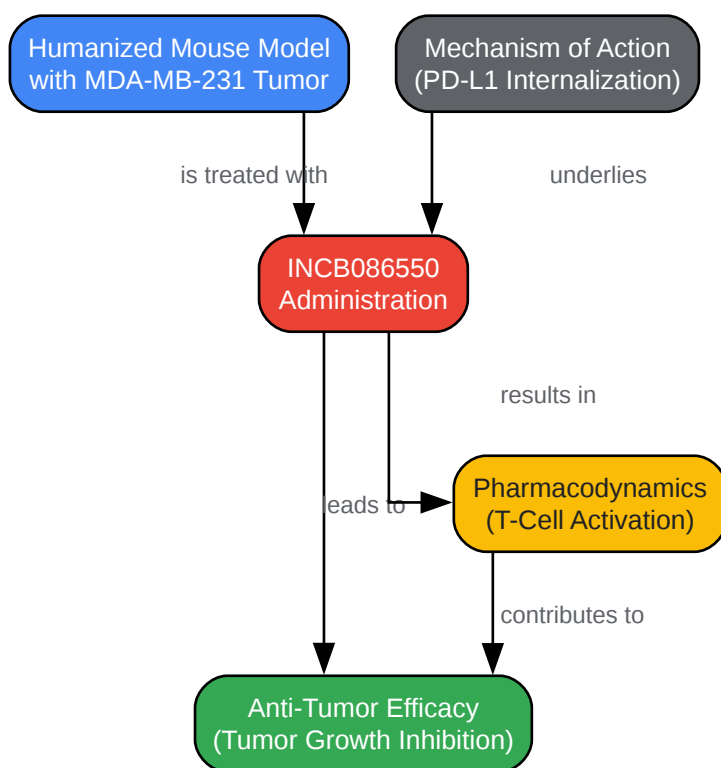 Humanized Mouse Model
with MDA-MB-231 Tumor
Mechanism of Action
(PD-L1 Internalization)
is treated with
underlies
INCB086550
Administration
results in
leads to
Pharmacodynamics
(T-Cell Activation)
contributes to
Anti-Tumor Efficacy
(Tumor Growth Inhibition)